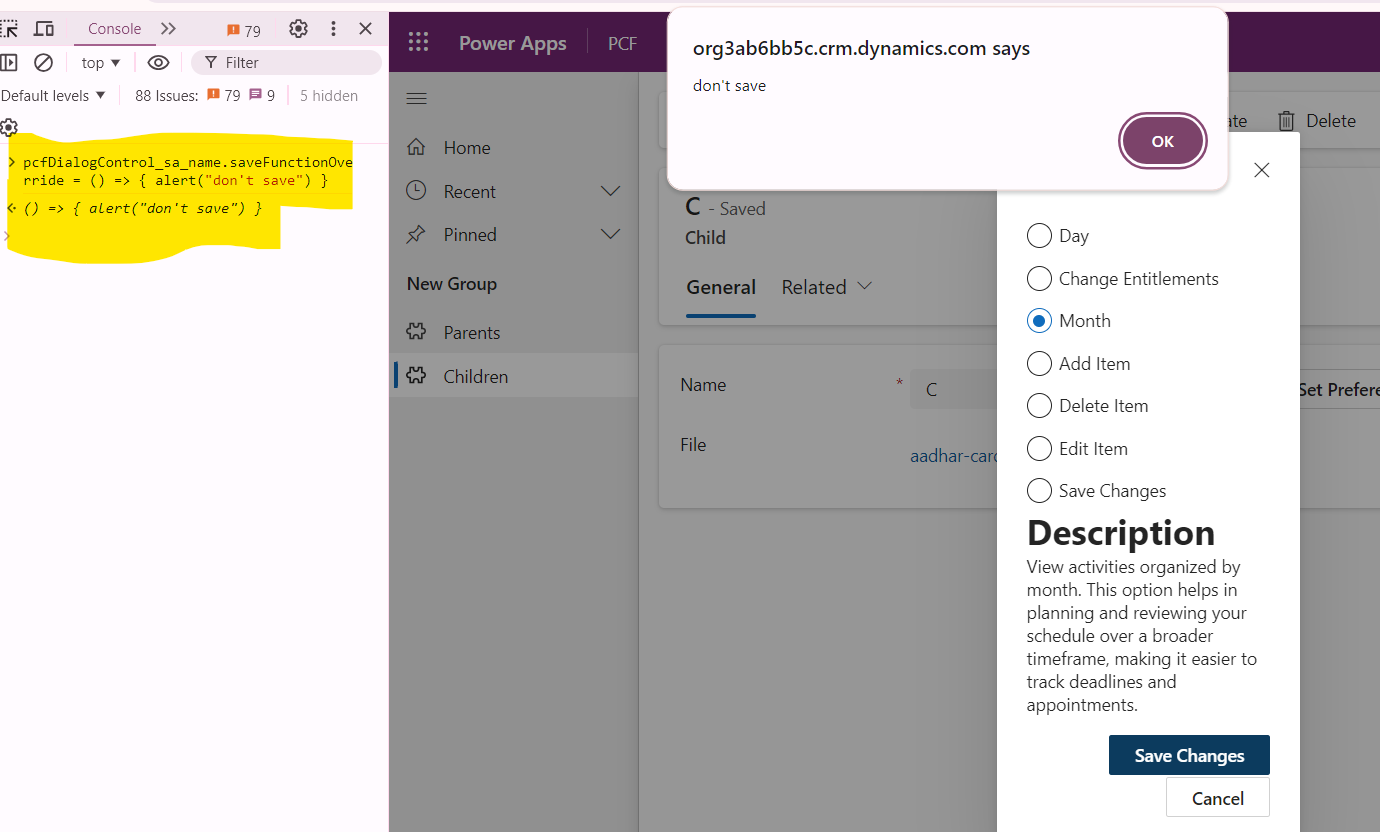 Console
79
top
Filter
Default levels
88 Issues:
79
9
5 hidden
pcfDialogControl_sa_name.saveFunctionOve
rride = () => { alert("don't save") }
() => { alert("don't save") }
Power Apps
PCF
org3ab6bb5c.crm.dynamics.com says
don't save
OK
Delete
Home
Recent
Pinned
New Group
Parents
Children
C - Saved
Child
General
Related
Name
*
C
File
aadhar-card
Set Prefere
Day
Change Entitlements
Month
Add Item
Delete Item
Edit Item
Save Changes
Description
View activities organized by
month. This option helps in
planning and reviewing your
schedule over a broader
timeframe, making it easier to
track deadlines and
appointments.
Save Changes
Cancel